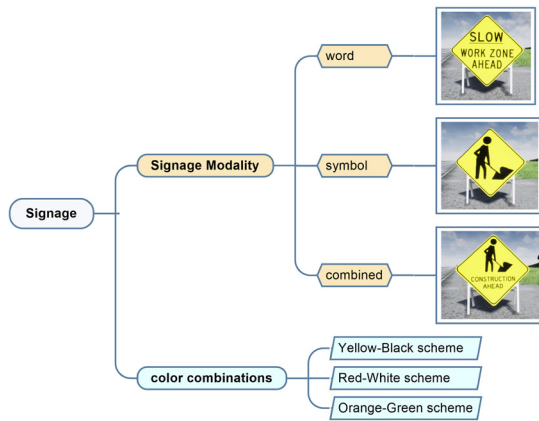 Signage
Signage Modality
word
SLOW
WORK ZONE
AHEAD
symbol
combined
CONSTRUCTION
AHEAD
color combinations
Yellow-Black scheme
Red-White scheme
Orange-Green scheme